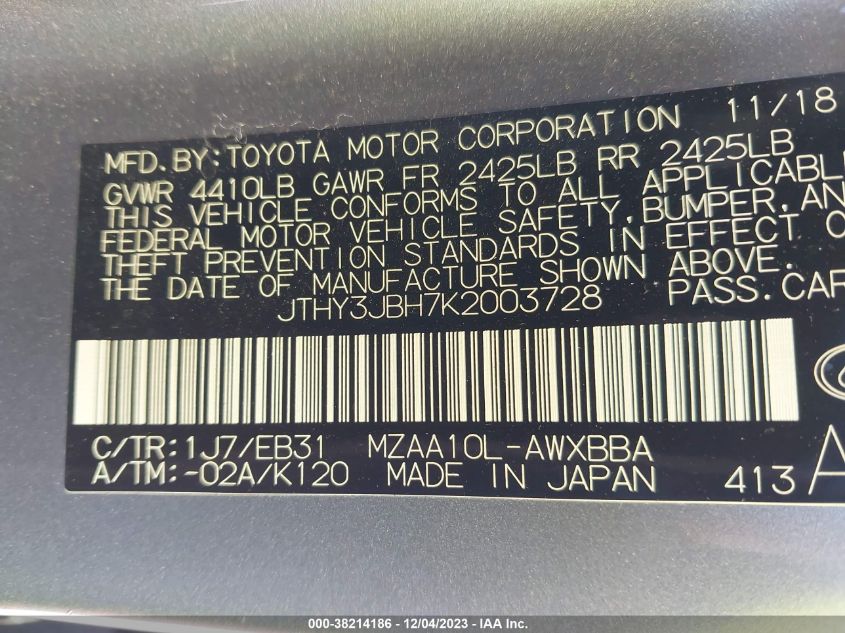 MFD. BY: TOYOTA MOTOR CORPORATION 11/18
GVWR 4410LB GAWR FR 2425LB RR 2425LB
THIS VEHICLE CONFORMS TO ALL APPLICABL
FEDERAL MOTOR VEHICLE SAFETY, BUMPER, AN
THEFT PREVENTION STANDARDS IN EFFECT O
THE DATE OF MANUFACTURE SHOWN ABOVE.
JTHY3JBH7K2003728 PASS. CAR
C/TR: 1J7/EB31 MZAA10L-AWXBBA
A/TM: -02A/K120 MADE IN JAPAN 413 A
000-38214186 - 12/04/2023 - IAA Inc.